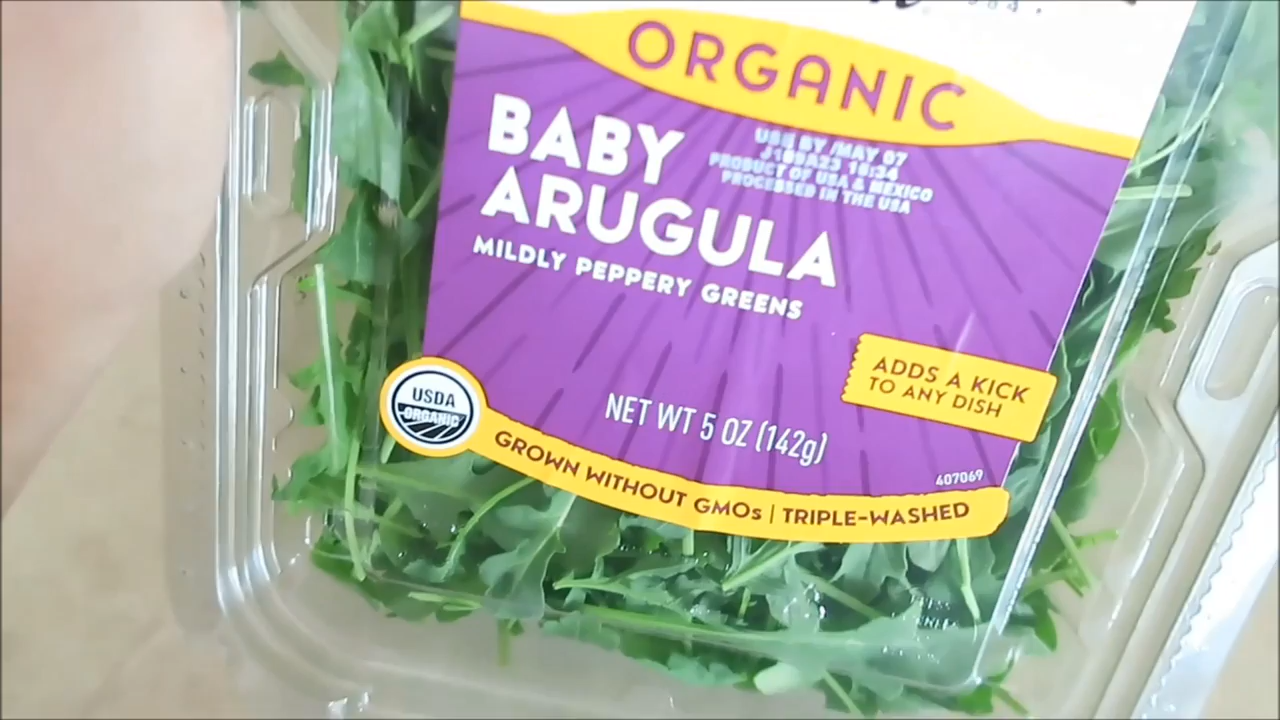 ORGANIC
BABY
ARUGULA
MILDLY PEPPERY GREENS
USE BY MAY 07
PRODUCT OF USA & MEXICO
PROCESSED IN THE USA
ADDS A KICK
TO ANY DISH
USDA
ORGANIC
NET WT 5 OZ (142g)
407069
GROWN WITHOUT GMOs | TRIPLE-WASHED